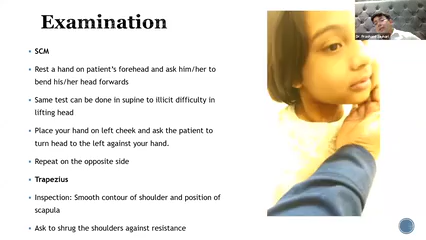 Examination
SCM
Rest a hand on patient's forehead and ask him/her to
bend his/her head forwards
Same test can be done in supine to illicit difficulty in
lifting head
Place your hand on left cheek and ask the patient to
turn head to the left against your hand.
Repeat on the opposite side
Trapezius
Inspection: Smooth contour of shoulder and position of
scapula
Ask to shrug the shoulders against resistance